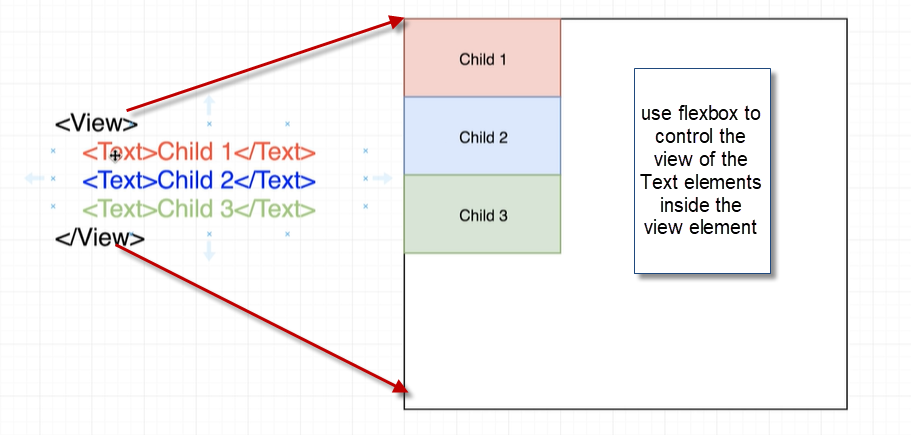 <View>
<Text>Child 1</Text>
<Text>Child 2</Text>
<Text>Child 3</Text>
</View>
Child 1
Child 2
Child 3
use flexbox to
control the
view of the
Text elements
inside the
view element